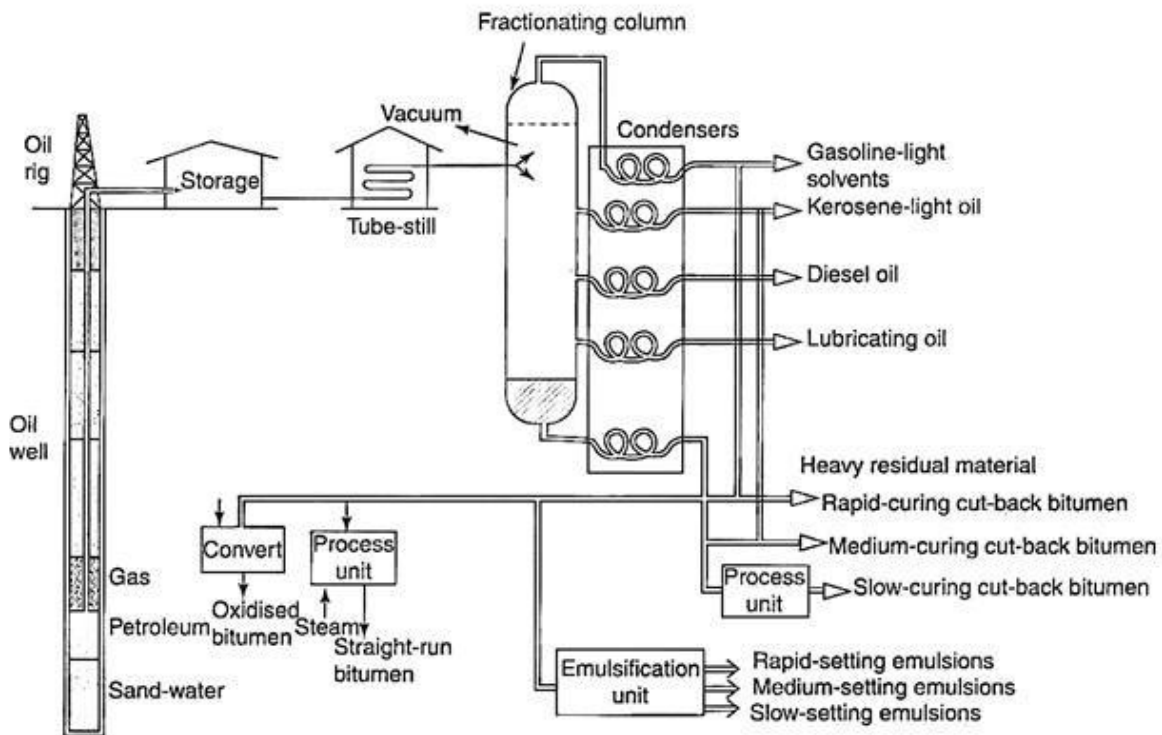 Fractionating column
Vacuum
Condensers
Oil
rig
Storage
Tube-still
Gasoline-light
solvents
Kerosene-light oil
Diesel oil
Lubricating oil
Oil
well
Heavy residual material
Rapid-curing cut-back bitumen
Convert
Process
unit
Medium-curing cut-back bitumen
Process
unit
Slow-curing cut-back bitumen
Gas
Petroleum
Oxidised
bitumen
Steam
Straight-run
bitumen
Sand-water
Emulsification
unit
Rapid-setting emulsions
Medium-setting emulsions
Slow-setting emulsions